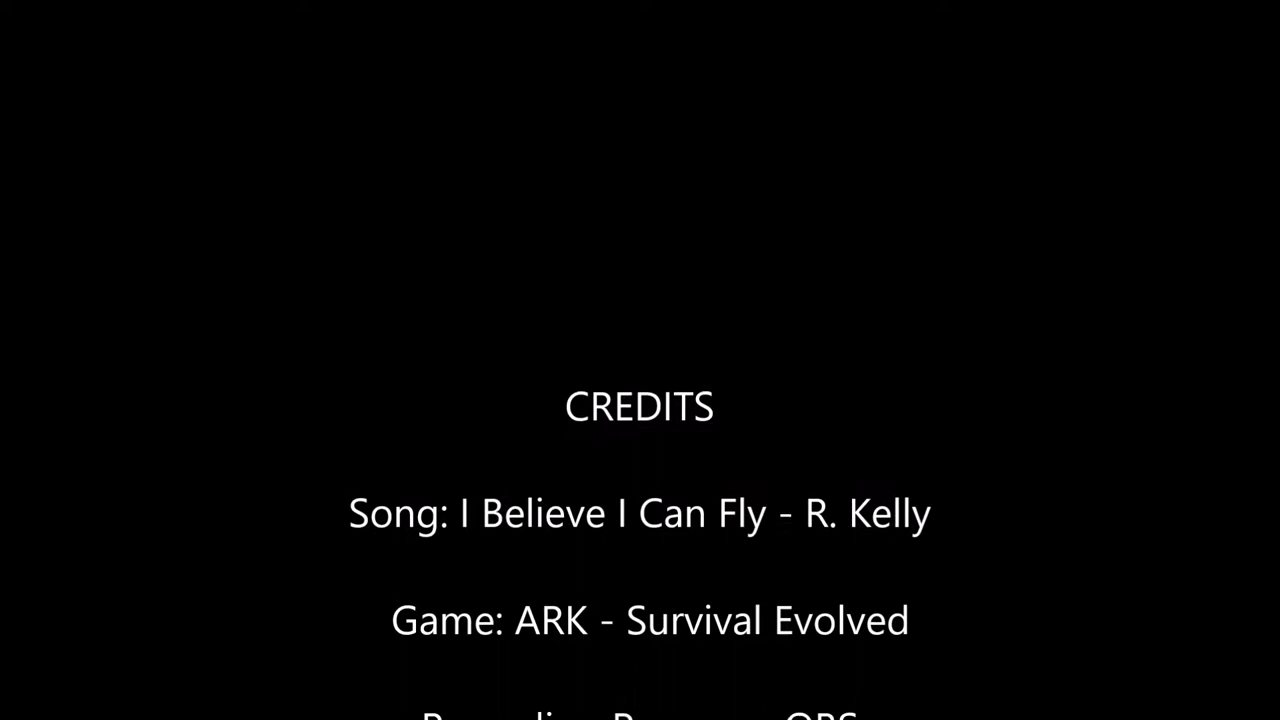 CREDITS
Song: I Believe I Can Fly - R. Kelly
Game: ARK - Survival Evolved